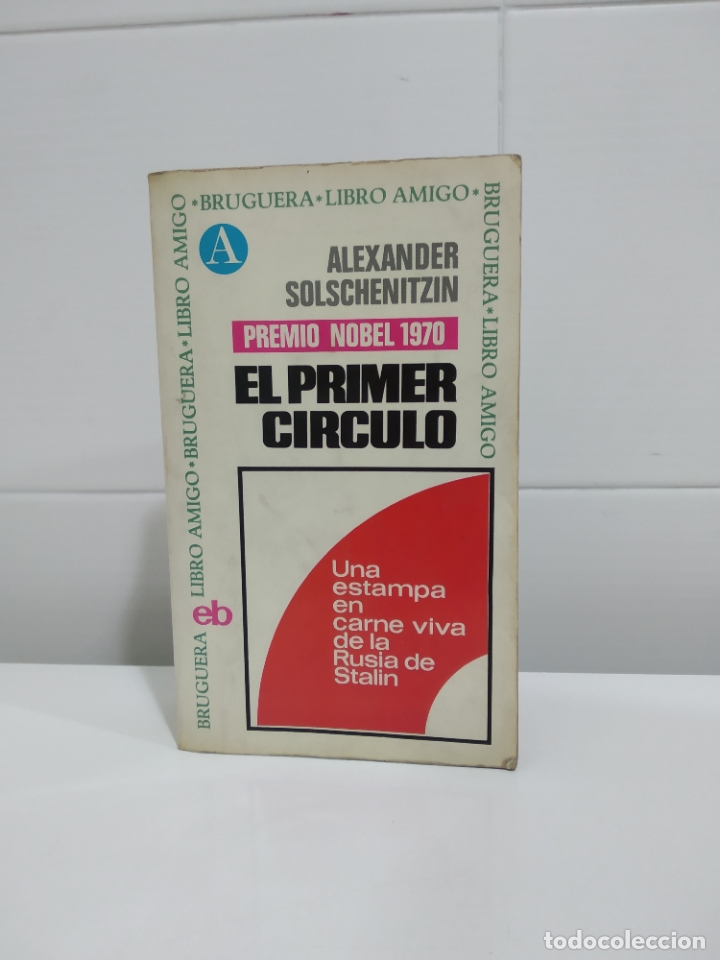 *BRUGUERA*LIBRO AMIGO*
BRUGUERA*LIBRO AMIGO
BRUGUERA LIBRO AMIGO*BRUGUERA*LIBRO AMIGO
A
ALEXANDER
SOLSCHENITZIN
PREMIO NOBEL 1970
EL PRIMER
CIRCULO
Una
estampa
en
carne viva
de la
Rusia de
Stalin
eb
todocoleccion